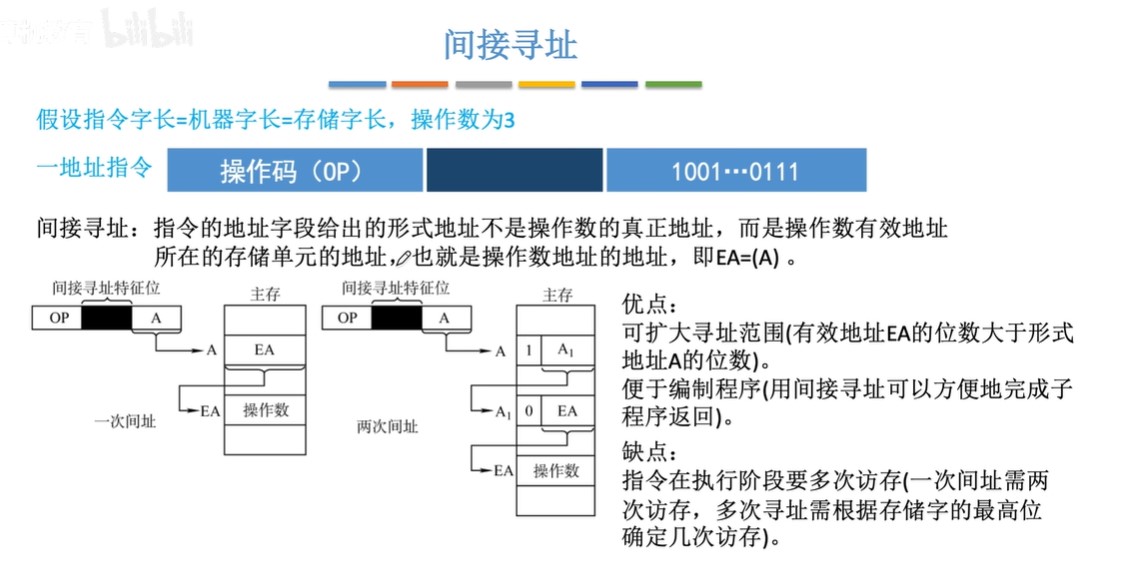 bilibili
间接寻址
假设指令字长=机器字长=存储字长，操作数为3
一地址指令 操作码（OP） 1001…0111
间接寻址：指令的地址字段给出的形式地址不是操作数的真正地址，而是操作数有效地址
所在的存储单元的地址，也就是操作数地址的地址，即EA=(A) 。
间接寻址特征位
主存
OP A
A EA
EA 操作数
一次间址
间接寻址特征位
主存
OP A
A 1 A₁
A₁ 0 EA
两次间址
EA 操作数
优点：
可扩大寻址范围(有效地址EA的位数大于形式
地址A的位数)。
便于编制程序(用间接寻址可以方便地完成子
程序返回)。
缺点：
指令在执行阶段要多次访存(一次间址需两
次访存，多次寻址需根据存储字的最高位
确定几次访存)。